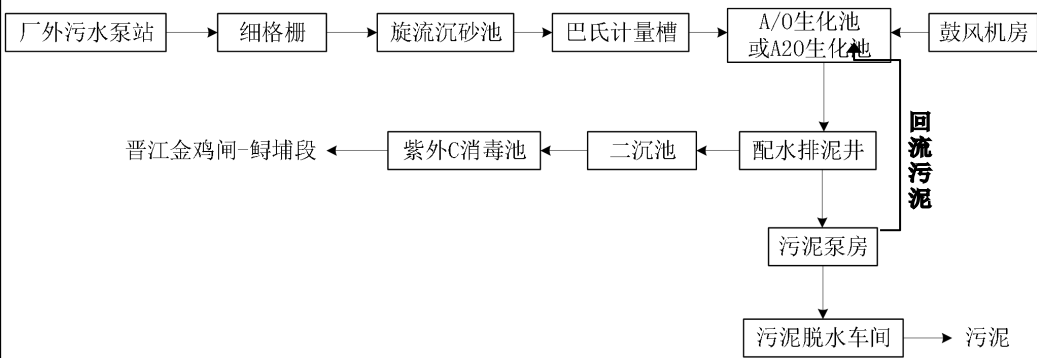 厂外污水泵站
细格栅
旋流沉砂池
巴氏计量槽
A/O生化池
或A2O生化池
鼓风机房
回流污泥
晋江金鸡闸-鲟埔段
紫外C消毒池
二沉池
配水排泥井
污泥泵房
污泥脱水车间
污泥